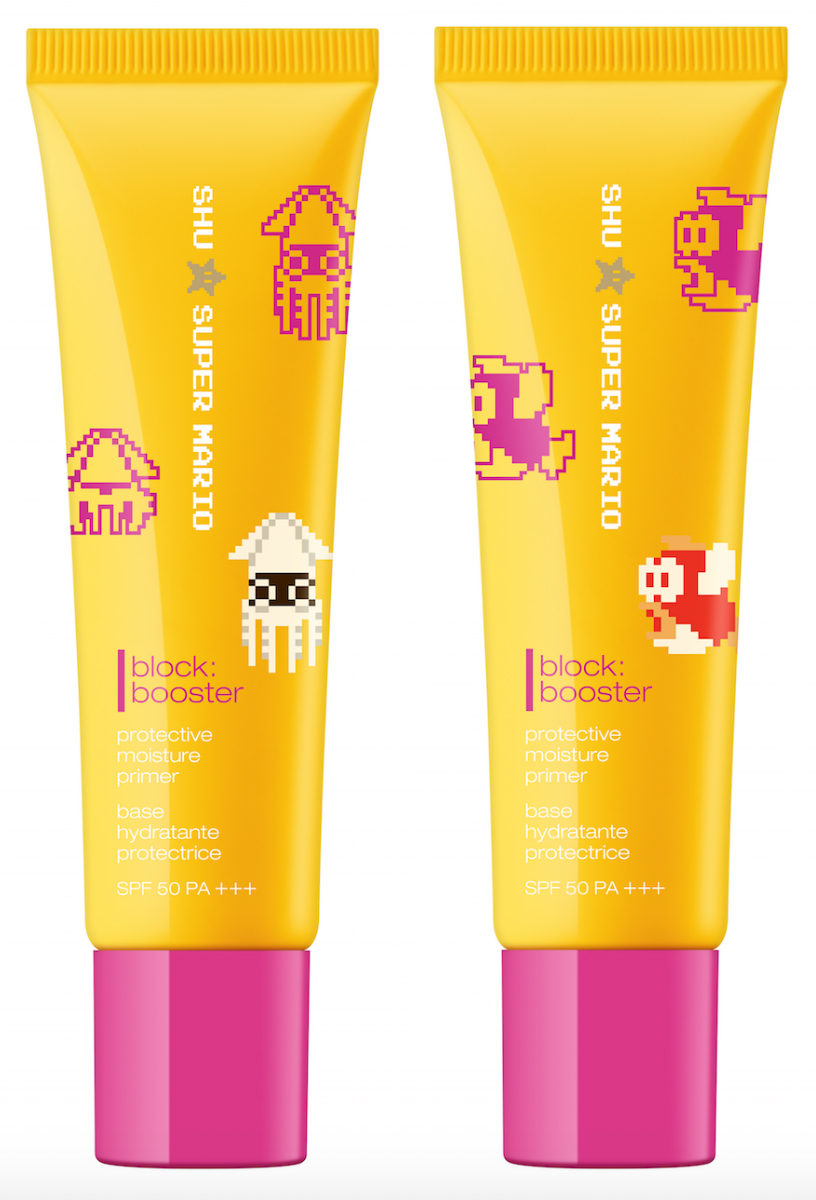 SHU SUPER MARIO
block:
booster
protective
moisture
primer
base
hydratante
protectrice
SPF 50 PA +++
SHU SUPER MARIO
block:
booster
protective
moisture
primer
base
hydratante
protectrice
SPF 50 PA +++